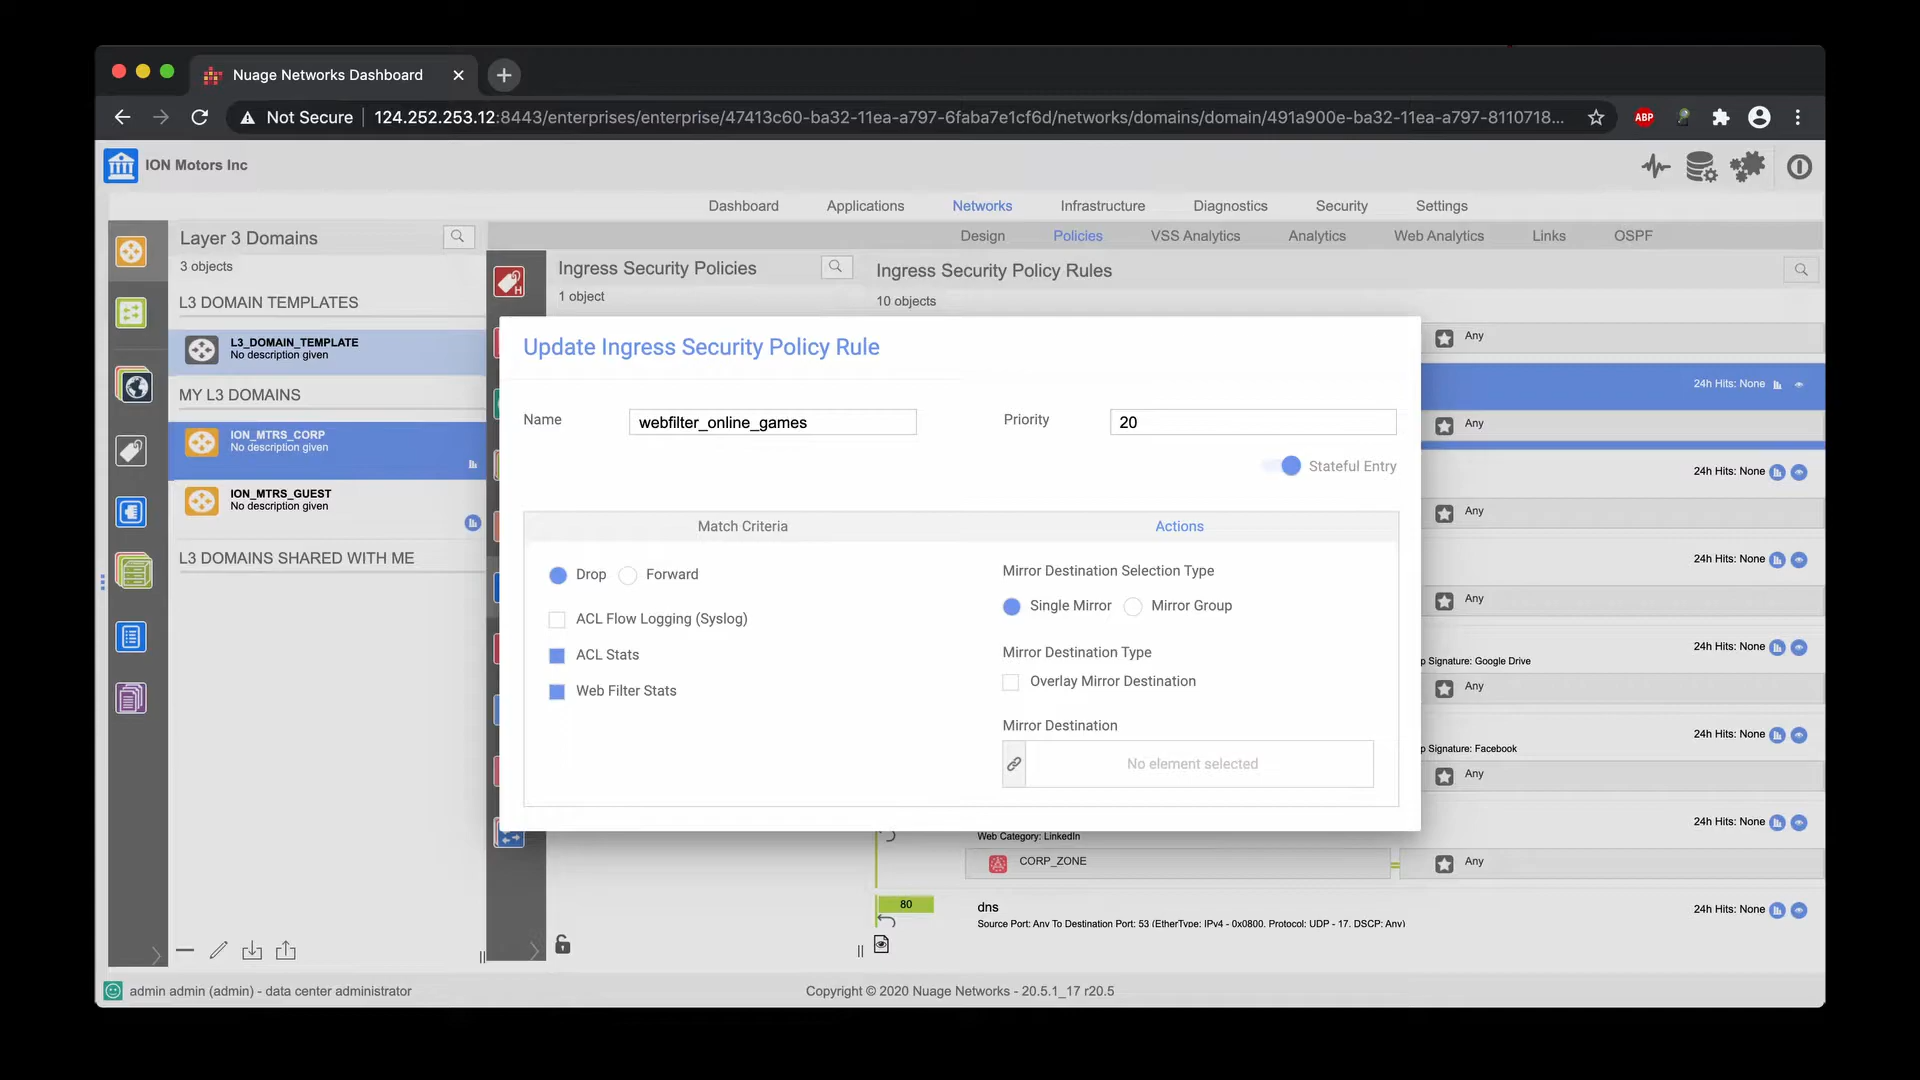 Nuage Networks Dashboard
Not Secure
124.252.253.12:8443/enterprises/enterprise/47413c60-ba32-11ea-a797-6faba7e1cf6d/networks/domains/domain/491a900e-ba32-11ea-a797-8110718...
ABP
ION Motors Inc
Dashboard Applications Networks Infrastructure Diagnostics Security Settings
Design Policies VSS Analytics Analytics Web Analytics Links OSPF
Layer 3 Domains
3 objects
L3 DOMAIN TEMPLATES
L3_DOMAIN_TEMPLATE
No description given
MY L3 DOMAINS
ION_MTRS_CORP
No description given
ION_MTRS_GUEST
No description given
L3 DOMAINS SHARED WITH ME
H
Ingress Security Policies
1 object
Ingress Security Policy Rules
10 objects
Update Ingress Security Policy Rule
Name webfilter_online_games
Priority 20
Stateful Entry
Match Criteria Actions
Drop Forward
ACL Flow Logging (Syslog)
ACL Stats
Web Filter Stats
Mirror Destination Selection Type
Single Mirror Mirror Group
Mirror Destination Type
Overlay Mirror Destination
Mirror Destination
No element selected
Any
24h Hits: None
Any
24h Hits: None
Any
24h Hits: None
Any
24h Hits: None
p Signature: Google Drive
Any
24h Hits: None
p Signature: Facebook
Any
24h Hits: None
Web Category: LinkedIn
CORP_ZONE
Any
80
dns
24h Hits: None
Source Port: Any To Destination Port: 53 (EtherType: IPv4 - 0x0800, Protocol: UDP - 17, DSCP: Any)
admin admin (admin) - data center administrator
Copyright © 2020 Nuage Networks - 20.5.1_17 r20.5